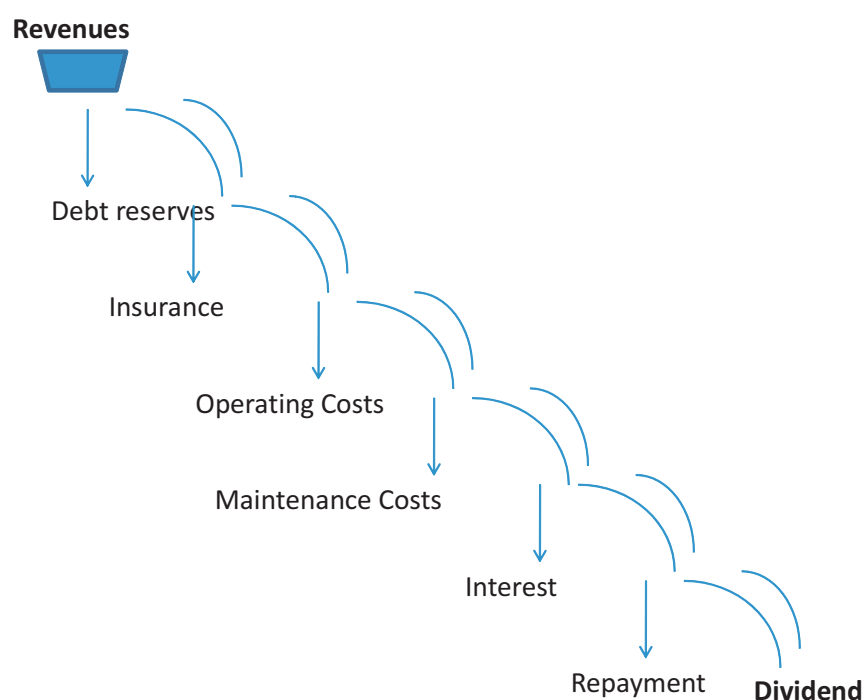 Revenues
Debt reserves
Insurance
Operating Costs
Maintenance Costs
Interest
Repayment
Dividend